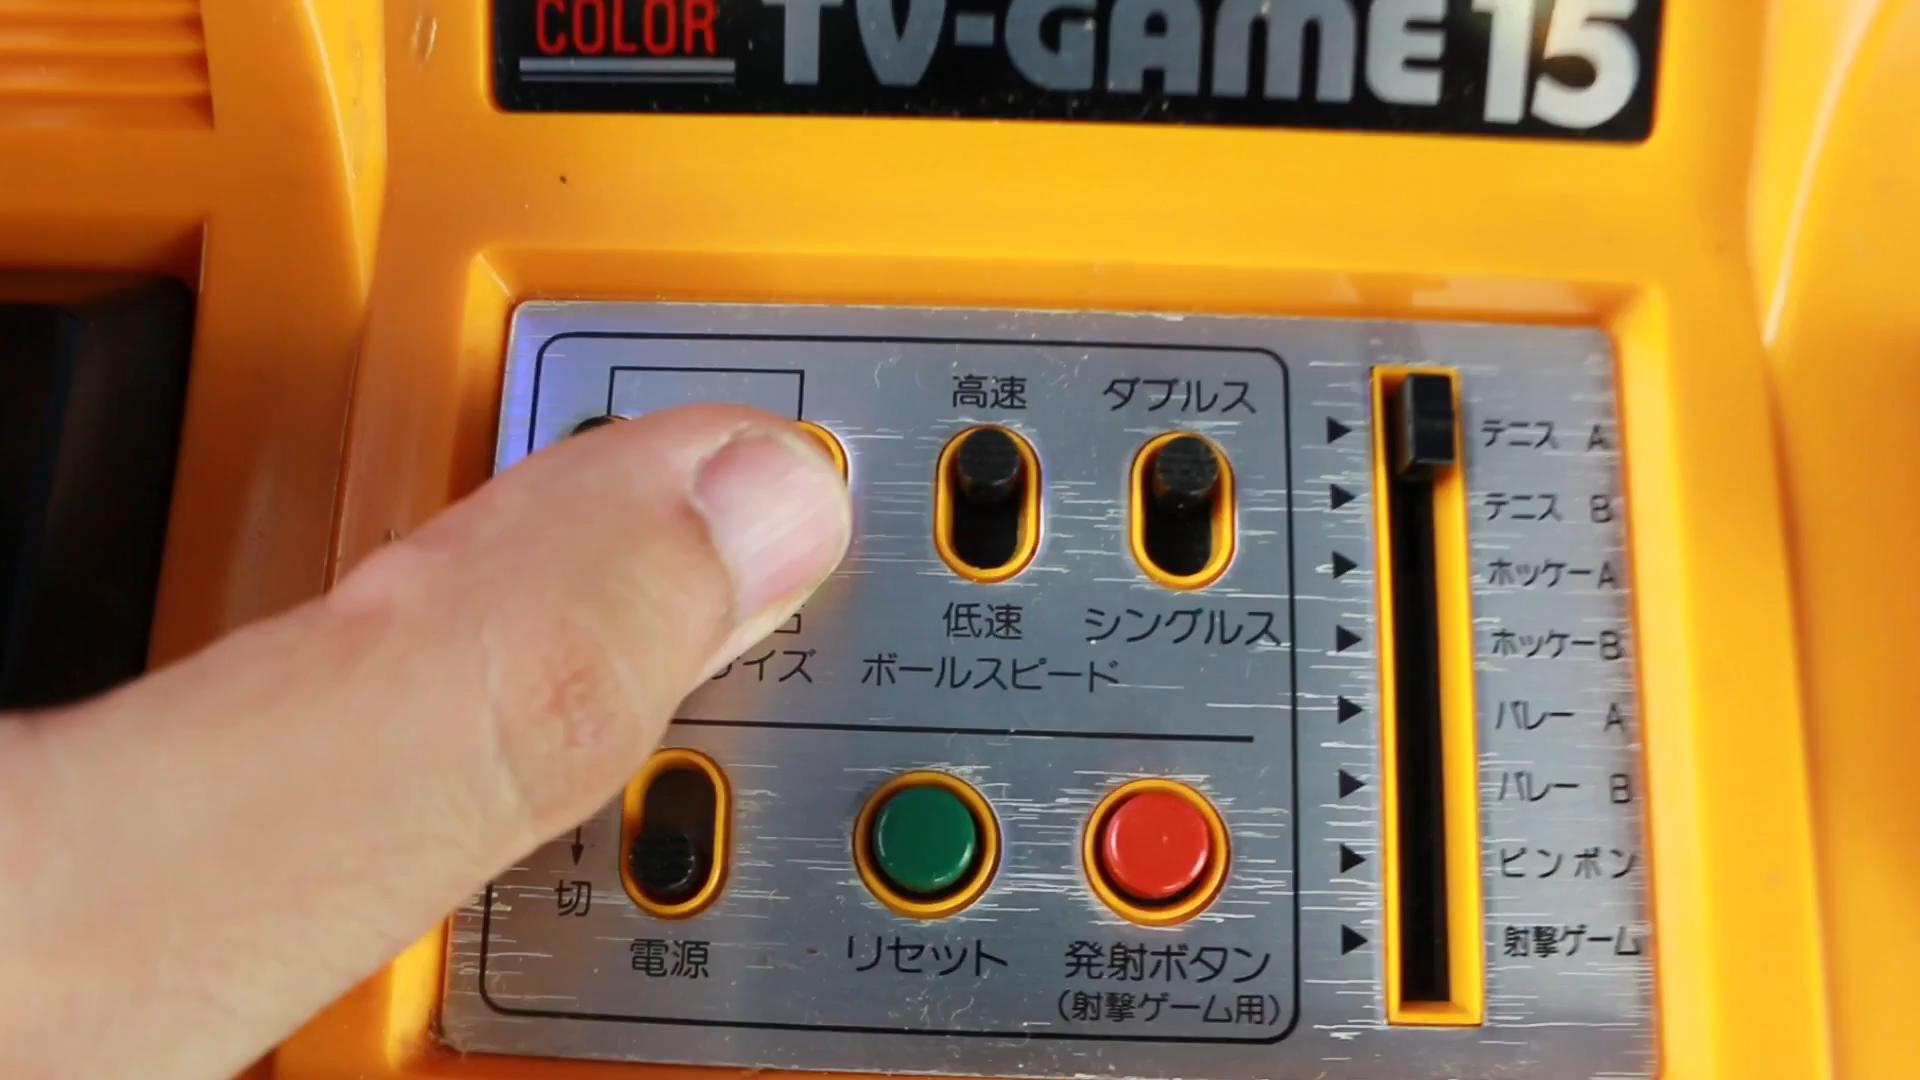 COLOR TV-GAME 15
高速
ダブルス
低速
シングルス
ボールスピード
切
電源
リセット
発射ボタン
(射撃ゲーム用)
テニス A
テニス B
ホッケーA
ホッケーB
バレー A
バレー B
ピンポン
射撃ゲーム